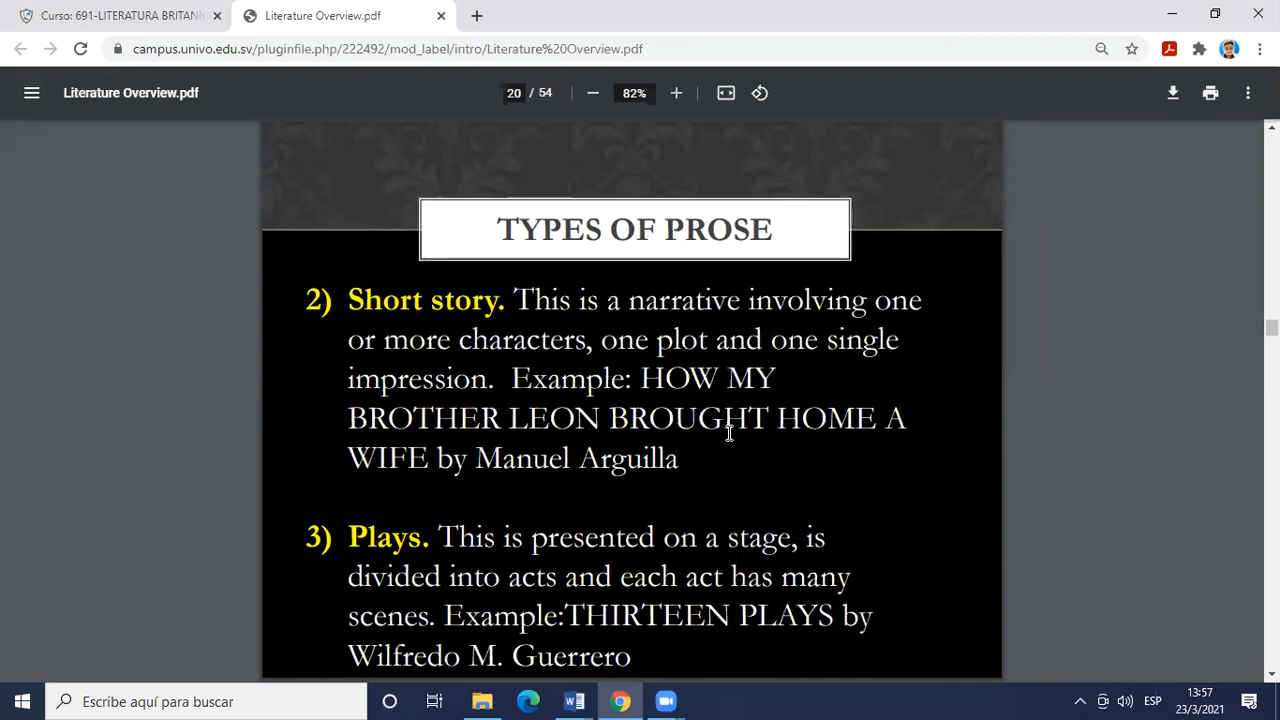 Curso: 691-LITERATURA BRITANI
Literature Overview.pdf
campus.univo.edu.sv/pluginfile.php/222492/mod_label/intro/Literature%20Overview.pdf
Literature Overview.pdf
20 / 54
82%
TYPES OF PROSE
2) Short story. This is a narrative involving one
or more characters, one plot and one single
impression. Example: HOW MY
BROTHER LEON BROUGHT HOME A
WIFE by Manuel Arguilla
3) Plays. This is presented on a stage, is
divided into acts and each act has many
scenes. Example:THIRTEEN PLAYS by
Wilfredo M. Guerrero
Escribe aquí para buscar
ESP
13:57
23/3/2021